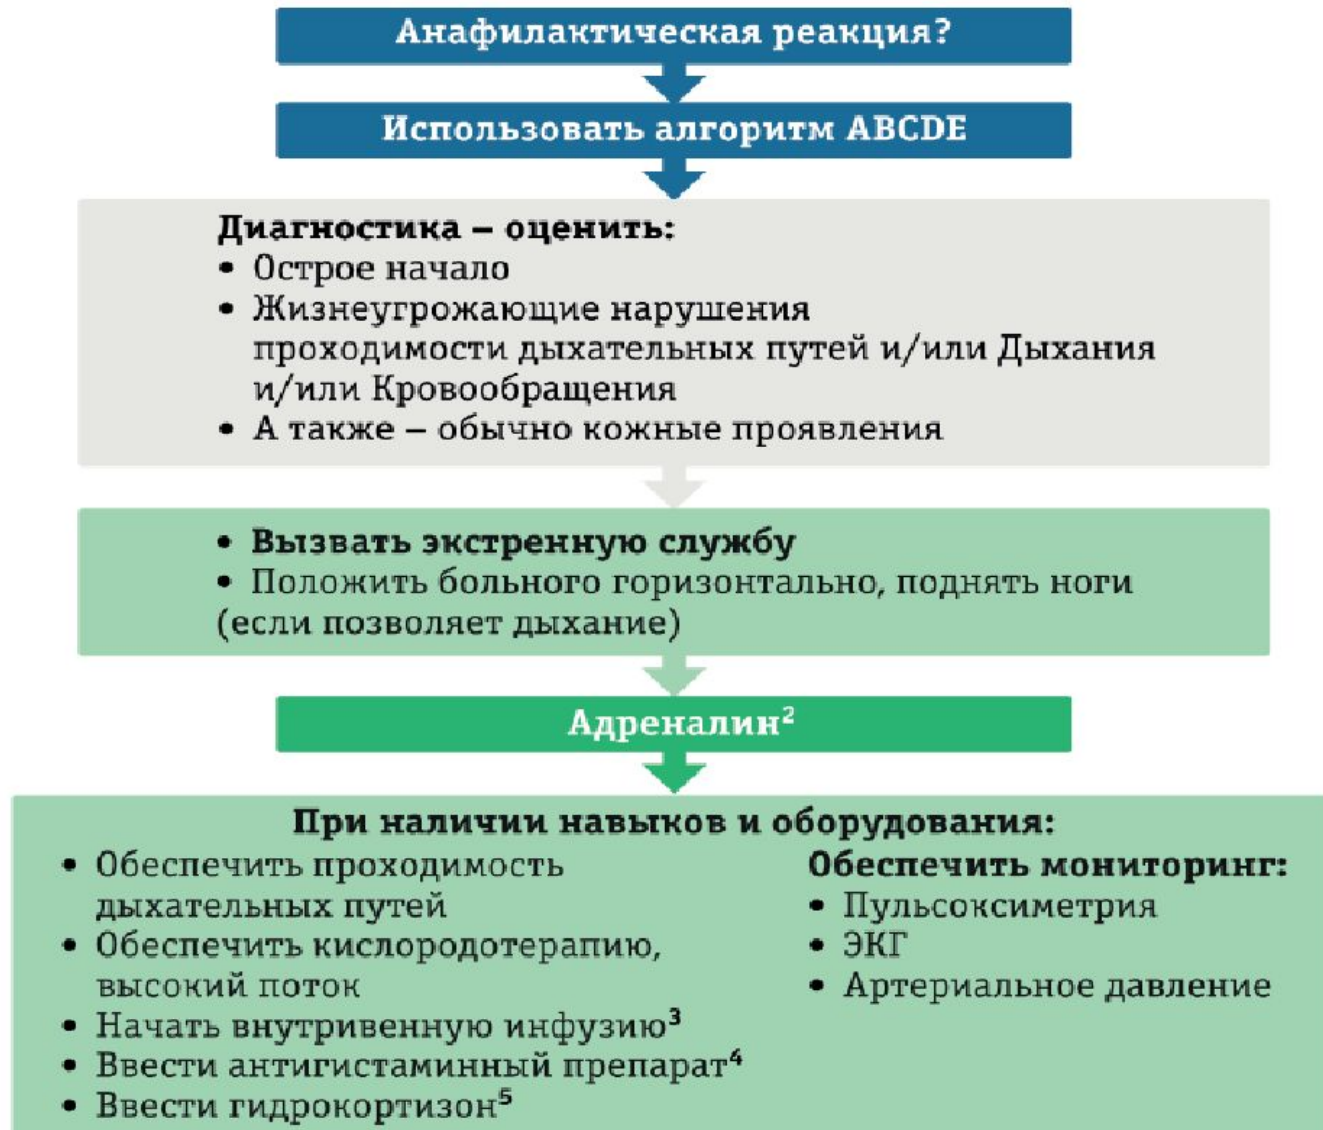 Анафилактическая реакция?
Использовать алгоритм ABCDE
Диагностика – оценить:
• Острое начало
• Жизнеугрожающие нарушения
проходимости дыхательных путей и/или Дыхания
и/или Кровообращения
• А также – обычно кожные проявления
• Вызвать экстренную службу
• Положить больного горизонтально, поднять ноги
(если позволяет дыхание)
Адреналин²
При наличии навыков и оборудования:
• Обеспечить проходимость
дыхательных путей
• Обеспечить кислородотерапию,
высокий поток
• Начать внутривенную инфузию³
• Ввести антигистаминный препарат⁴
• Ввести гидрокортизон⁵
Обеспечить мониторинг:
• Пульсоксиметрия
• ЭКГ
• Артериальное давление